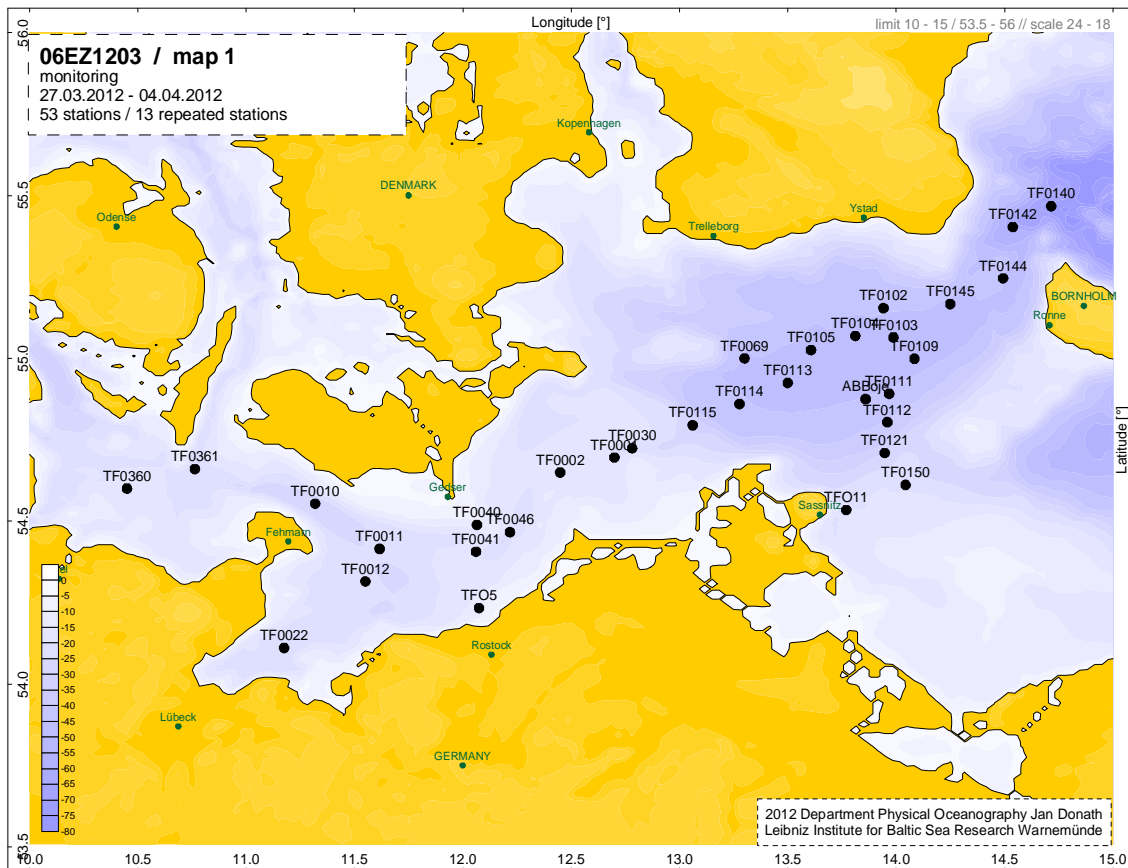 Longitude [°]
limit 10 - 15 / 53.5 - 56 // scale 24 - 18
56.0
06EZ1203 / map 1
monitoring
27.03.2012 - 04.04.2012
53 stations / 13 repeated stations
Kopenhagen
DENMARK
55.5
Odense
Trelleborg
Ystad
TF0140
TF0142
TF0144
TF0145
TF0102
BORNHOLM
Ronne
TF0104
TF0103
TF0105
55.0
TF0069
TF0109
TF0113
TF0111
ABBoje
TF0114
TF0112
TF0115
Latitude [°]
TF0030
TF0121
TF0002
TF0150
TF0361
TF0360
TF0010
Gedser
TFO11
Sassnitz
54.5
TF0040
TF0046
Fehmarn
TF0011
TF0041
TF0012
TFO5
TF0022
Rostock
54.0
Lübeck
GERMANY
0
-5
-10
-15
-20
-25
-30
-35
-40
-45
-50
-55
-60
-65
-70
-75
-80
2012 Department Physical Oceanography Jan Donath
Leibniz Institute for Baltic Sea Research Warnemünde
53.5
10.0 10.5 11.0 11.5 12.0 12.5 13.0 13.5 14.0 14.5 15.0